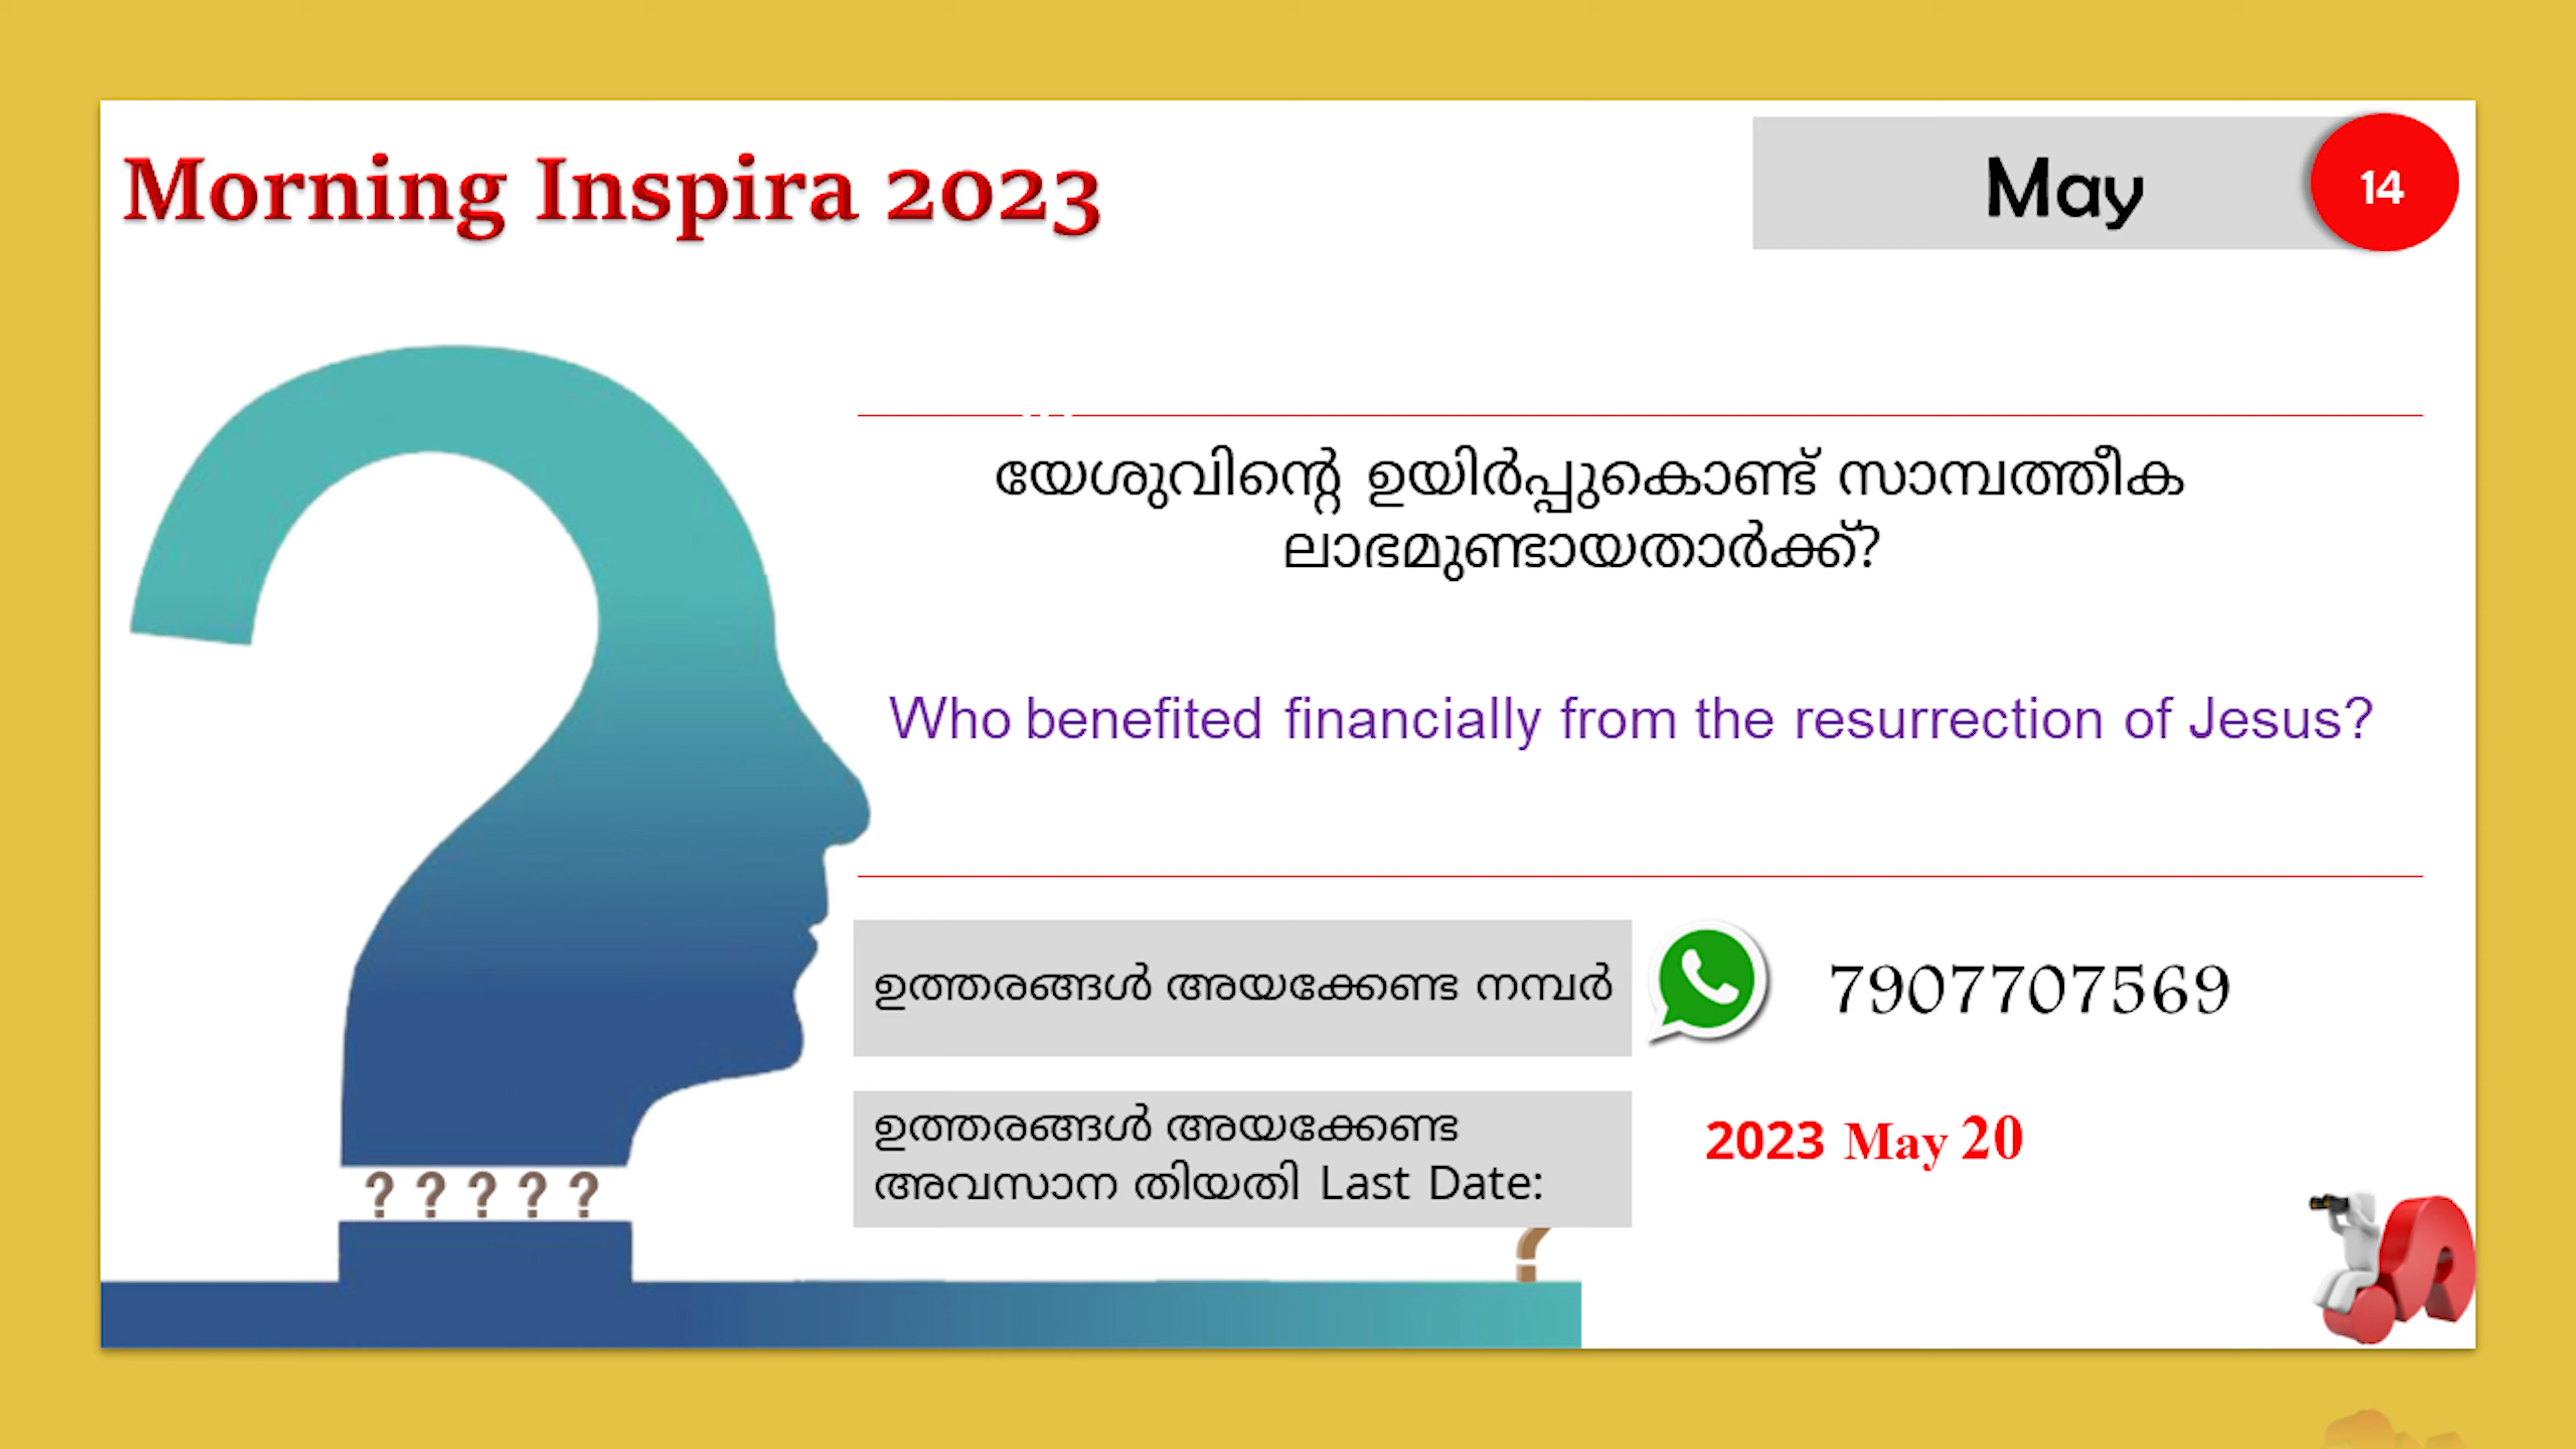 Morning Inspira 2023
May
14
യേശുവിന്റെ ഉയിർപ്പുകൊണ്ട് സാമ്പത്തീക
ലാഭമുണ്ടായതാർക്ക്?
Who benefited financially from the resurrection of Jesus?
ഉത്തരങ്ങൾ അയക്കേണ്ട നമ്പർ
7907707569
ഉത്തരങ്ങൾ അയക്കേണ്ട
അവസാന തിയതി Last Date:
2023 May 20
? ? ? ? ?
?